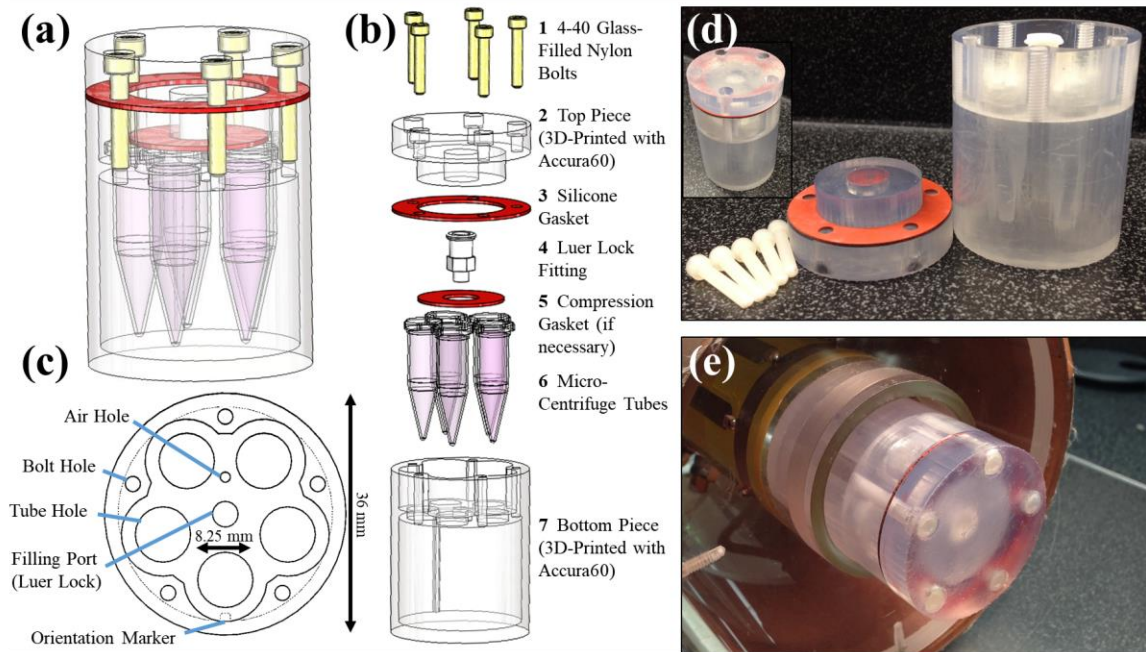 (a)
(b)
1 4-40 Glass-
Filled Nylon
Bolts
2 Top Piece
(3D-Printed with
Accura60)
3 Silicone
Gasket
4 Luer Lock
Fitting
5 Compression
Gasket (if
necessary)
6 Micro-
Centrifuge Tubes
7 Bottom Piece
(3D-Printed with
Accura60)
(c)
Air Hole
Bolt Hole
Tube Hole
Filling Port
(Luer Lock)
Orientation Marker
8.25 mm
36 mm
(d)
(e)